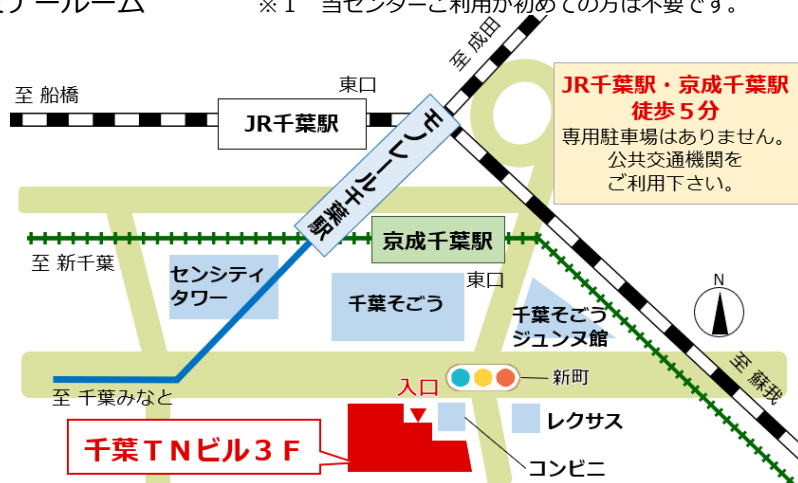 ナールーム
※１　当センターご利用が初めての方は不要です。
至 成田
至 船橋
東口
JR千葉駅
モノレール千葉駅
JR千葉駅・京成千葉駅
徒歩５分
専用駐車場はありません。
公共交通機関を
ご利用下さい。
至 新千葉
京成千葉駅
東口
センシティ
タワー
千葉そごう
千葉そごう
ジュンヌ館
N
新町
至 蘇我
至 千葉みなと
入口
レクサス
千葉ＴＮビル３Ｆ
コンビニ